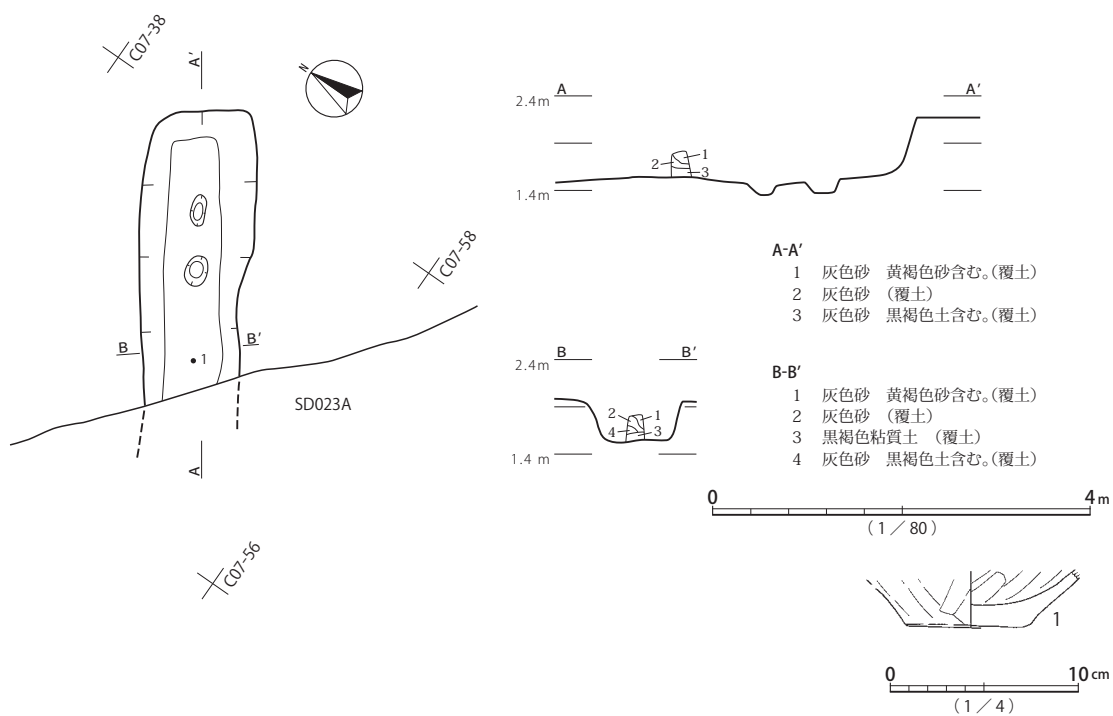 C07-38
A'
N
C07-58
B
B'
1
SD023A
A
C07-56
A
A'
2.4m
1
2
3
1.4m
A-A'
1 灰色砂 黄褐色砂含む。(覆土)
2 灰色砂 (覆土)
3 灰色砂 黒褐色土含む。(覆土)
B
B'
2.4m
2
1
4
3
1.4m
B-B'
1 灰色砂 黄褐色砂含む。(覆土)
2 灰色砂 (覆土)
3 黒褐色粘質土 (覆土)
4 灰色砂 黒褐色土含む。(覆土)
0 4m
(1/80)
1
0 10cm
(1/4)